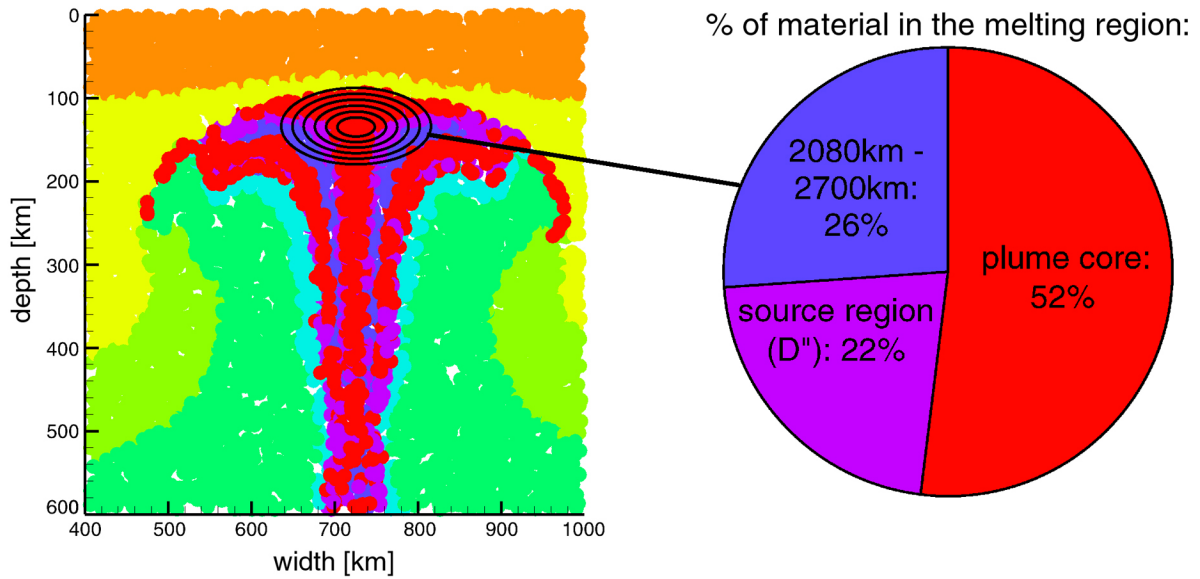 % of material in the melting region:
0
100
200
300
400
500
600
depth [km]
400 500 600 700 800 900 1000
width [km]
2080km -
2700km:
26%
plume core:
52%
source region
(D"): 22%